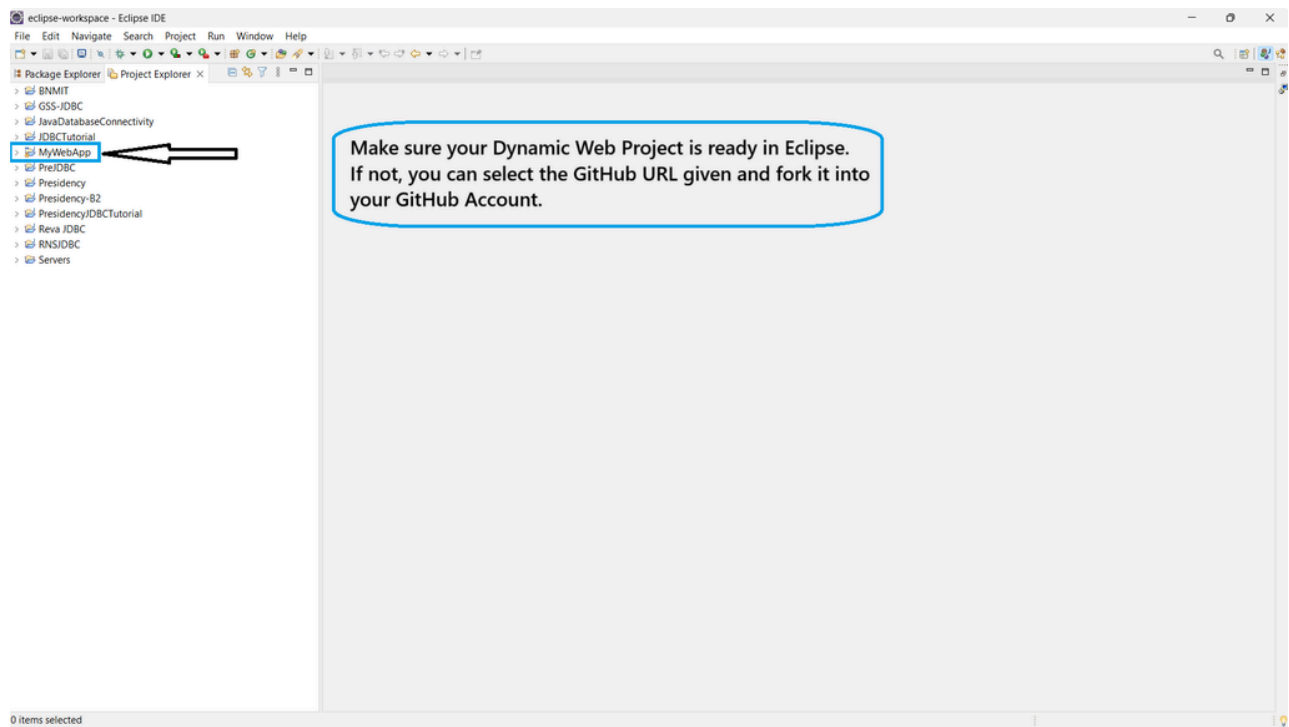 eclipse-workspace - Eclipse IDE
File Edit Navigate Search Project Run Window Help
Package Explorer Project Explorer
BNMIT
GSS-JDBC
JavaDatabaseConnectivity
JDBCTutorial
MyWebApp
PreJDBC
Presidency
Presidency-B2
PresidencyJDBCTutorial
Reva JDBC
RNSJDBC
Servers
Make sure your Dynamic Web Project is ready in Eclipse.
If not, you can select the GitHub URL given and fork it into
your GitHub Account.
0 items selected